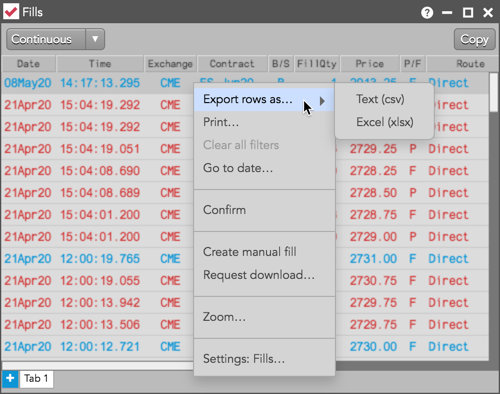 Fills
Continuous
Copy
Date Time Exchange Contract B/S FillQty Price P/F Route
08May20 14:17:13.295 CME ES Jun20 Direct
21Apr20 15:04:19.292 CME Direct
21Apr20 15:04:19.292 CME Direct
21Apr20 15:04:19.051 CME 2729.25 P Direct
21Apr20 15:04:08.690 CME 2728.25 F Direct
21Apr20 15:04:08.689 CME 2728.50 P Direct
21Apr20 15:04:01.200 CME 2728.75 F Direct
21Apr20 15:04:01.200 CME 2729.00 P Direct
21Apr20 12:00:19.765 CME 2731.00 F Direct
21Apr20 12:00:19.055 CME 2730.75 F Direct
21Apr20 12:00:13.942 CME 2729.75 F Direct
21Apr20 12:00:13.506 CME 2729.75 F Direct
21Apr20 12:00:12.721 CME 2730.00 F Direct
Export rows as...
Print...
Clear all filters
Go to date...
Confirm
Create manual fill
Request download...
Zoom...
Settings: Fills...
Text (csv)
Excel (xlsx)
Tab 1